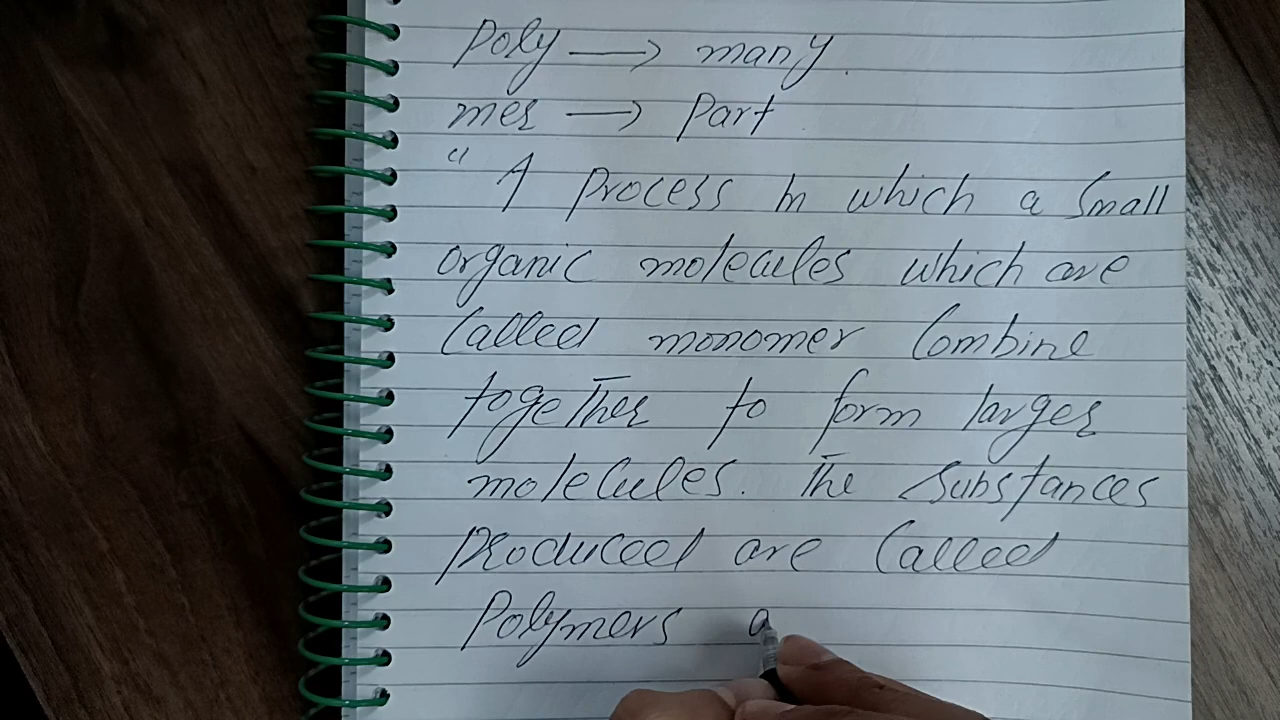 Poly → many.
mer → Part
" A process in which a small
organic molecules which are
Called monomer Combine
together to form larger
molecules. The substances
produced are Called
Polymers a